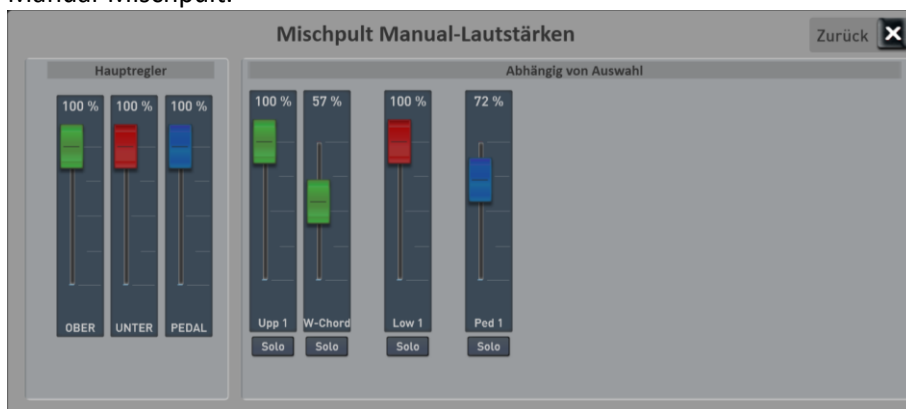 Manual-Mischpult.
Mischpult Manual-Lautstärken
Zurück
Hauptregler
Abhängig von Auswahl
100 % 100 % 100 %
100 % 57 % 100 % 72 %
OBER UNTER PEDAL
Upp 1 W-Chord Low 1 Ped 1
Solo Solo Solo Solo